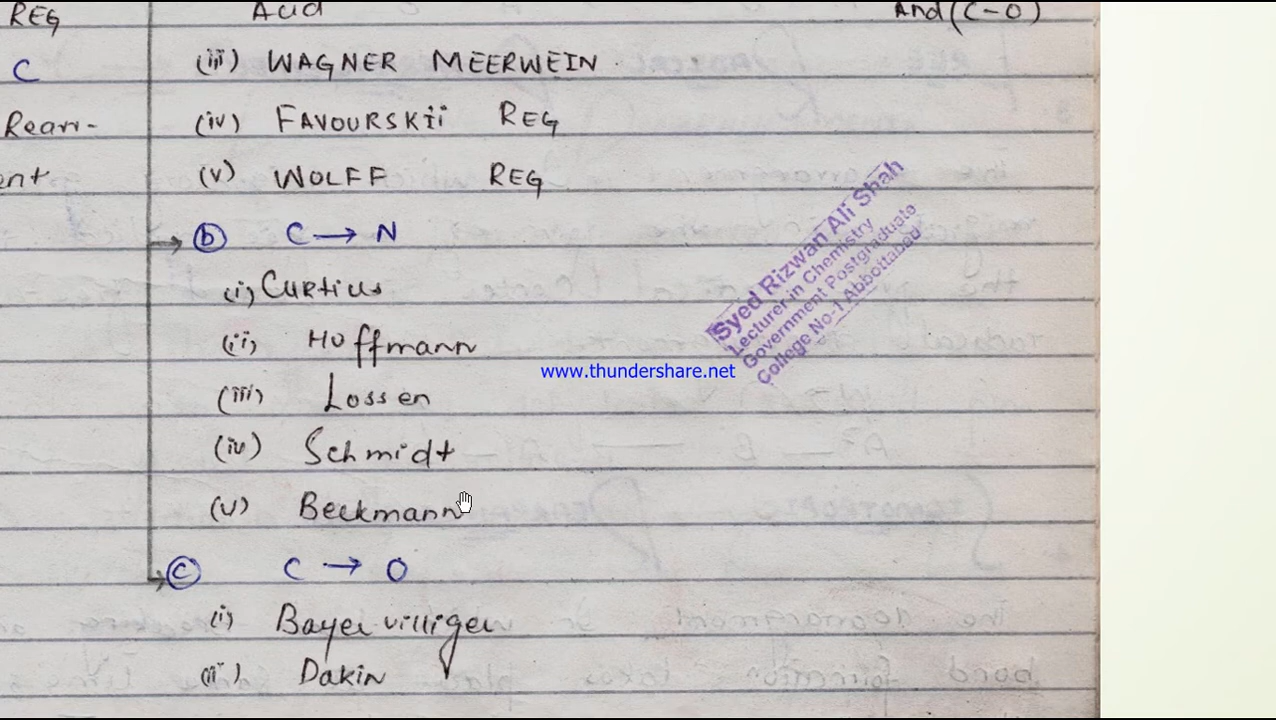 REG Acid And (C-O)
(iii) WAGNER MEERWEIN
C
(iv) FAVOURSKii REG
Rearr-
(v) WOLFF REG
ent
(b) C → N
(i) Curtius
(ii) Hoffmann
(iii) Lossen
(iv) Schmidt
(v) Beckmann
(c) C → O
(i) Bayer villiger
(ii) Dakin
Syed Rizwan Ali Shah
Lecturer in Chemistry
Government Postgraduate
College No-1 Abbottabad
www.thundershare.net